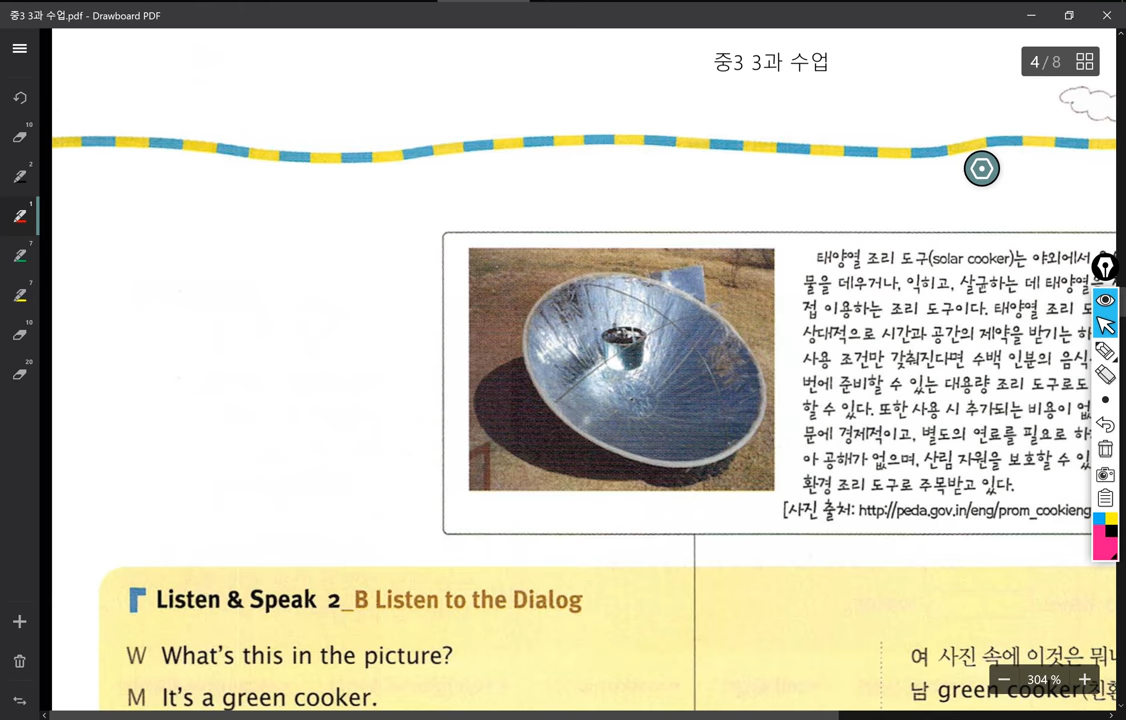 중3 3과 수업.pdf - Drawboard PDF
중3 3과 수업
4 / 8
10
2
1
7
7
10
20
태양열 조리 도구(solar cooker)는 야외에서
물을 데우거나, 익히고, 살균하는 데 태양열을
접 이용하는 조리 도구이다. 태양열 조리
상대적으로 시간과 공간의 제약을 받기는
사용 조건만 갖춰진다면 수백 인분의
번에 준비할 수 있는 대용량 조리 도구로도
할 수 있다. 또한 사용 시 추가되는 비용이
문에 경제적이고, 별도의 연료를 필요로
아 공해가 없으며, 산림 자원을 보호할 수
환경 조리 도구로 주목받고 있다.
[사진 출처: http://peda.gov.in/eng/prom_cookieng
Listen & Speak 2_B Listen to the Dialog
W What's this in the picture?
M It's a green cooker.
여 사진 속에 이것은
남 green cooker
304 %